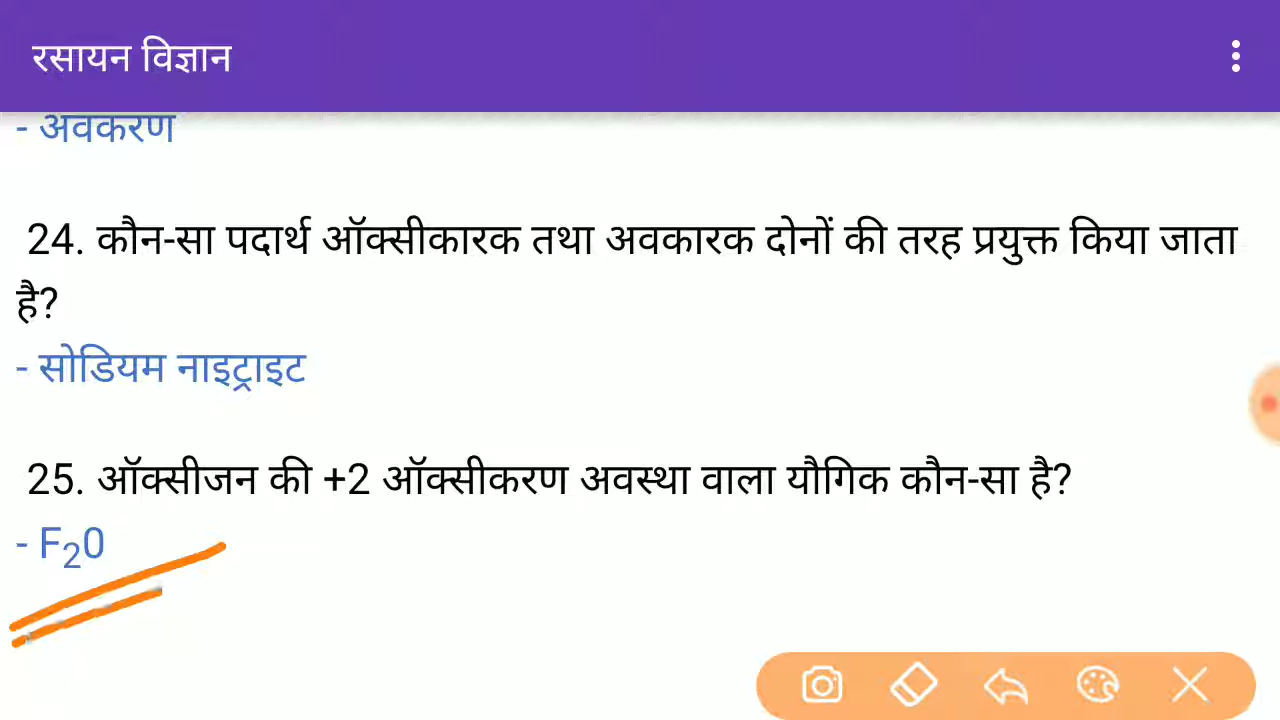 रसायन विज्ञान
- अवकरण
24. कौन-सा पदार्थ ऑक्सीकारक तथा अवकारक दोनों की तरह प्रयुक्त किया जाता
है?
- सोडियम नाइट्राइट
25. ऑक्सीजन की +2 ऑक्सीकरण अवस्था वाला यौगिक कौन-सा है?
- F₂0